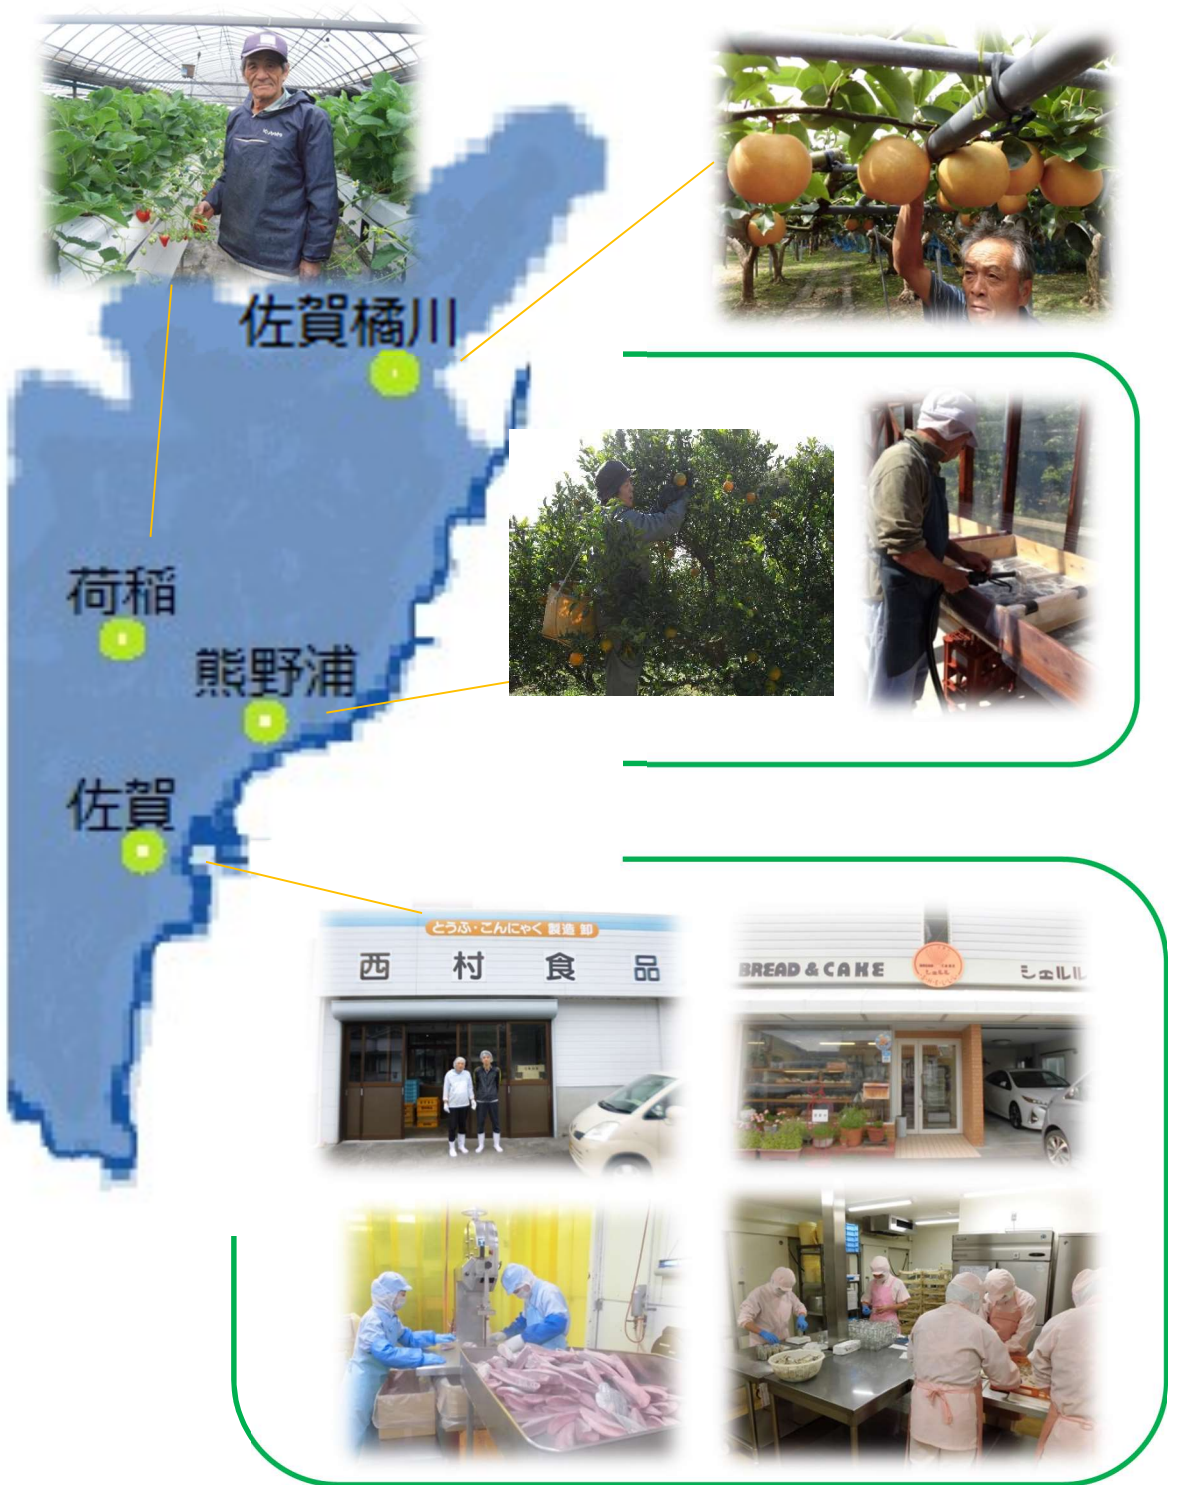 佐賀橘川
荷稲
熊野浦
佐賀
とうふ・こんにゃく 製造 卸
西村食品
BREAD & CAKE
シェルル